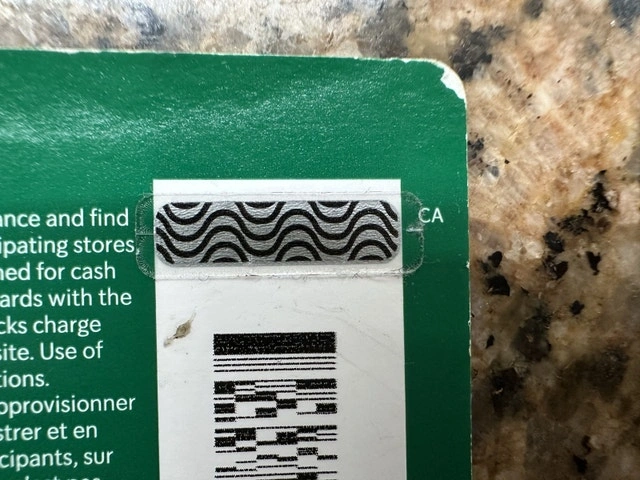 ance and find
ipating stores,
ned for cash
ards with the
cks charge
site. Use of
tions.
oprovisionner
strer et en
cipants, sur
CA